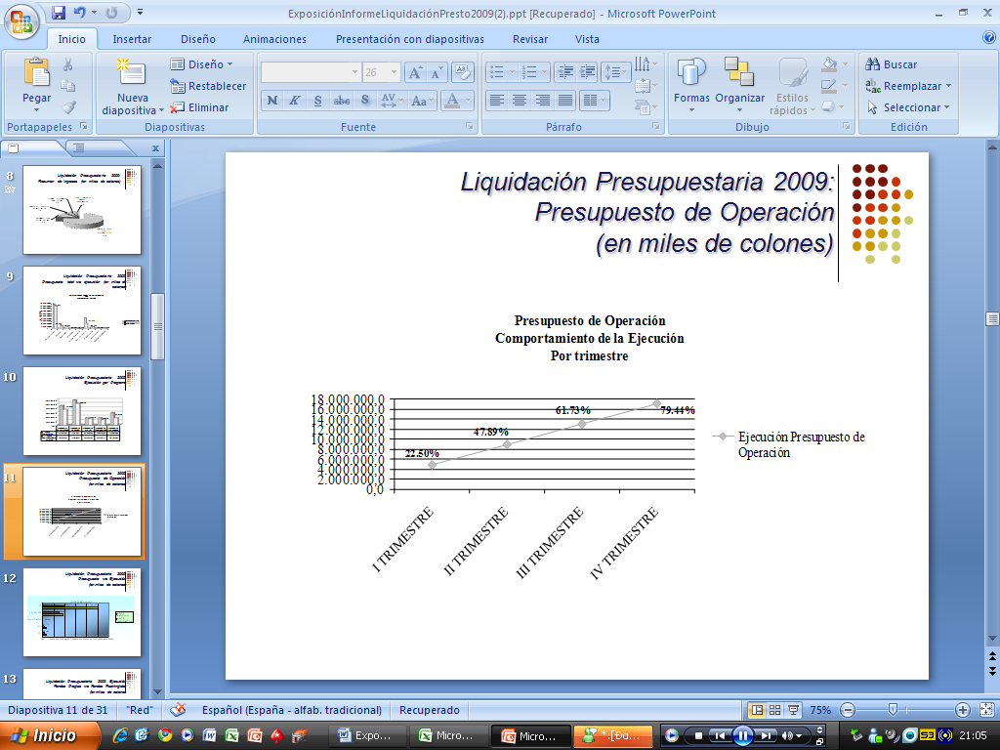 ExposiciónInformeLiquidaciónPresto2009(2).ppt [Recuperado] - Microsoft PowerPoint
Inicio Insertar Diseño Animaciones Presentación con diapositivas Revisar Vista
Pegar
Portapapeles
Nueva diapositiva
Diseño
Restablecer
Eliminar
Diapositivas
26
N K S abc S AV Aa A
Fuente
Párrafo
Formas
Organizar
Estilos rápidos
Dibujo
Buscar
Reemplazar
Seleccionar
Edición
8
9
10
11
12
13
Liquidación Presupuestaria 2009:
Presupuesto de Operación
(en miles de colones)
Presupuesto de Operación
Comportamiento de la Ejecución
Por trimestre
18.000.000,0
16.000.000,0
14.000.000,0
12.000.000,0
10.000.000,0
8.000.000,0
6.000.000,0
4.000.000,0
2.000.000,0
0,0
22.50%
47.89%
61.73%
79.44%
I TRIMESTRE
II TRIMESTRE
III TRIMESTRE
IV TRIMESTRE
Ejecución Presupuesto de
Operación
Diapositiva 11 de 31 "Red" Español (España - alfab. tradicional) Recuperado 75%
Inicio Expo... Micro... Micro... 21:05